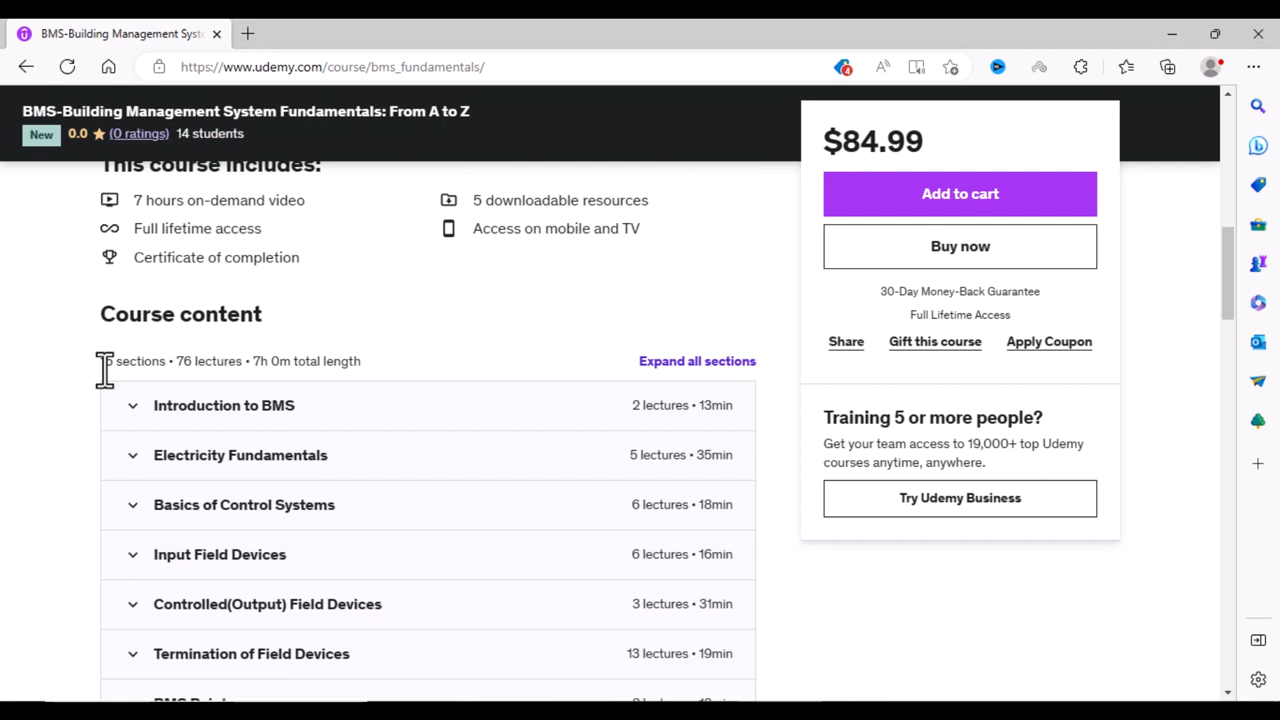 BMS-Building Management Syst
https://www.udemy.com/course/bms_fundamentals/
4
BMS-Building Management System Fundamentals: From A to Z
New 0.0 (0 ratings) 14 students
This course includes:
7 hours on-demand video
5 downloadable resources
Full lifetime access
Access on mobile and TV
Certificate of completion
Course content
sections • 76 lectures • 7h 0m total length
Expand all sections
Introduction to BMS 2 lectures • 13min
Electricity Fundamentals 5 lectures • 35min
Basics of Control Systems 6 lectures • 18min
Input Field Devices 6 lectures • 16min
Controlled(Output) Field Devices 3 lectures • 31min
Termination of Field Devices 13 lectures • 19min
$84.99
Add to cart
Buy now
30-Day Money-Back Guarantee
Full Lifetime Access
Share Gift this course Apply Coupon
Training 5 or more people?
Get your team access to 19,000+ top Udemy
courses anytime, anywhere.
Try Udemy Business